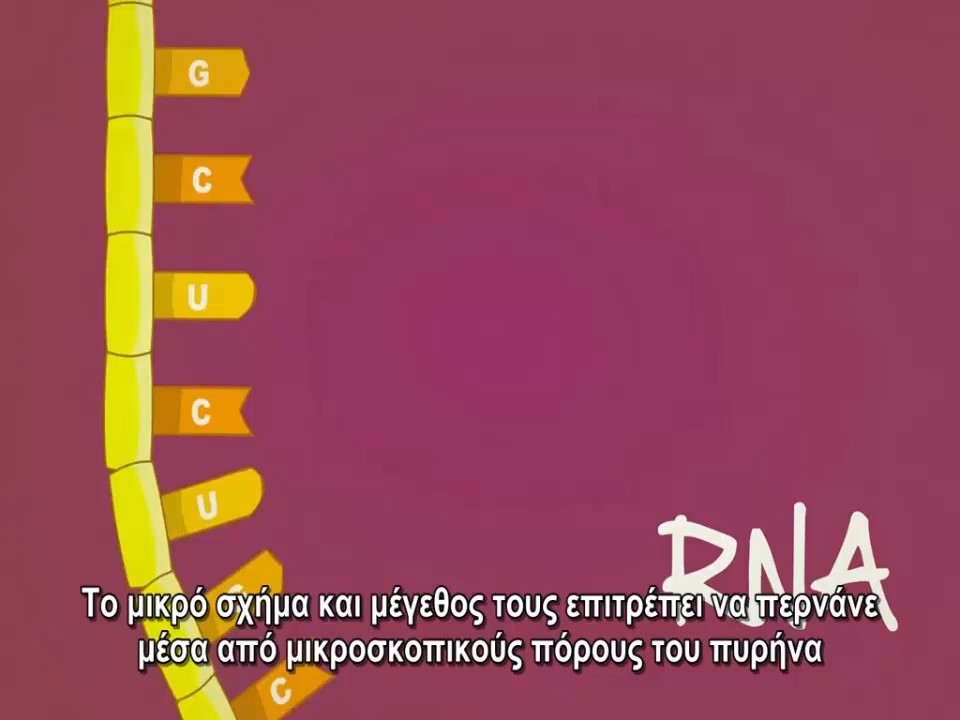 G
C
U
C
U
C
RNA
Το μικρό σχήμα και μέγεθος τους επιτρέπει να περνάνε
μέσα από μικροσκοπικούς πόρους του πυρήνα